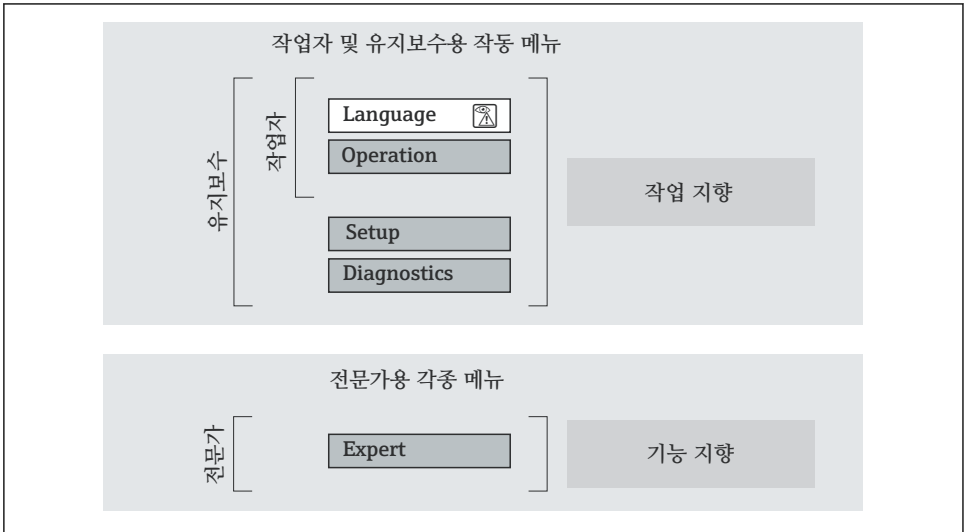 작업자 및 유지보수용 작동 메뉴
유지보수
작업자
Language
Operation
Setup
Diagnostics
작업 지향
전문가용 각종 메뉴
전문가
Expert
기능 지향